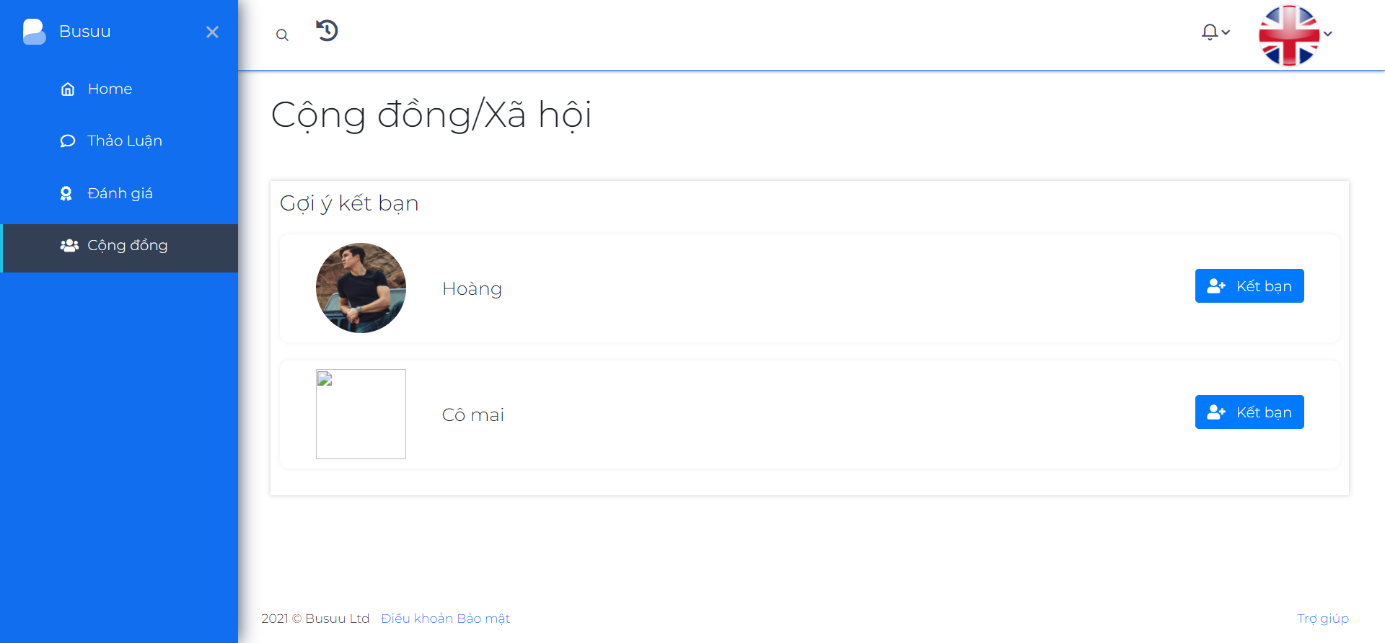 Busuu
Home
Thảo Luận
Đánh giá
Cộng đồng
Cộng đồng/Xã hội
Gợi ý kết bạn
Hoàng
Kết bạn
Cô mai
Kết bạn
2021 © Busuu Ltd Điều khoản Bảo mật
Trợ giúp